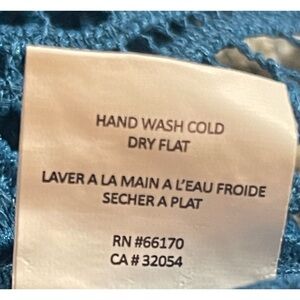 HAND WASH COLD
DRY FLAT
LAVER A LA MAIN A L'EAU FROIDE
SECHER A PLAT
RN #66170
CA # 32054